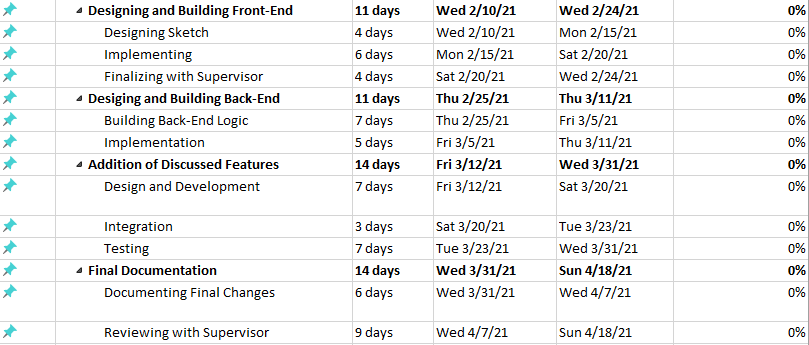 Designing and Building Front-End 11 days Wed 2/10/21 Wed 2/24/21 0%
Designing Sketch 4 days Wed 2/10/21 Mon 2/15/21 0%
Implementing 6 days Mon 2/15/21 Sat 2/20/21 0%
Finalizing with Supervisor 4 days Sat 2/20/21 Wed 2/24/21 0%
Desiging and Building Back-End 11 days Thu 2/25/21 Thu 3/11/21 0%
Building Back-End Logic 7 days Thu 2/25/21 Fri 3/5/21 0%
Implementation 5 days Fri 3/5/21 Thu 3/11/21 0%
Addition of Discussed Features 14 days Fri 3/12/21 Wed 3/31/21 0%
Design and Development 7 days Fri 3/12/21 Sat 3/20/21 0%
Integration 3 days Sat 3/20/21 Tue 3/23/21 0%
Testing 7 days Tue 3/23/21 Wed 3/31/21 0%
Final Documentation 14 days Wed 3/31/21 Sun 4/18/21 0%
Documenting Final Changes 6 days Wed 3/31/21 Wed 4/7/21 0%
Reviewing with Supervisor 9 days Wed 4/7/21 Sun 4/18/21 0%